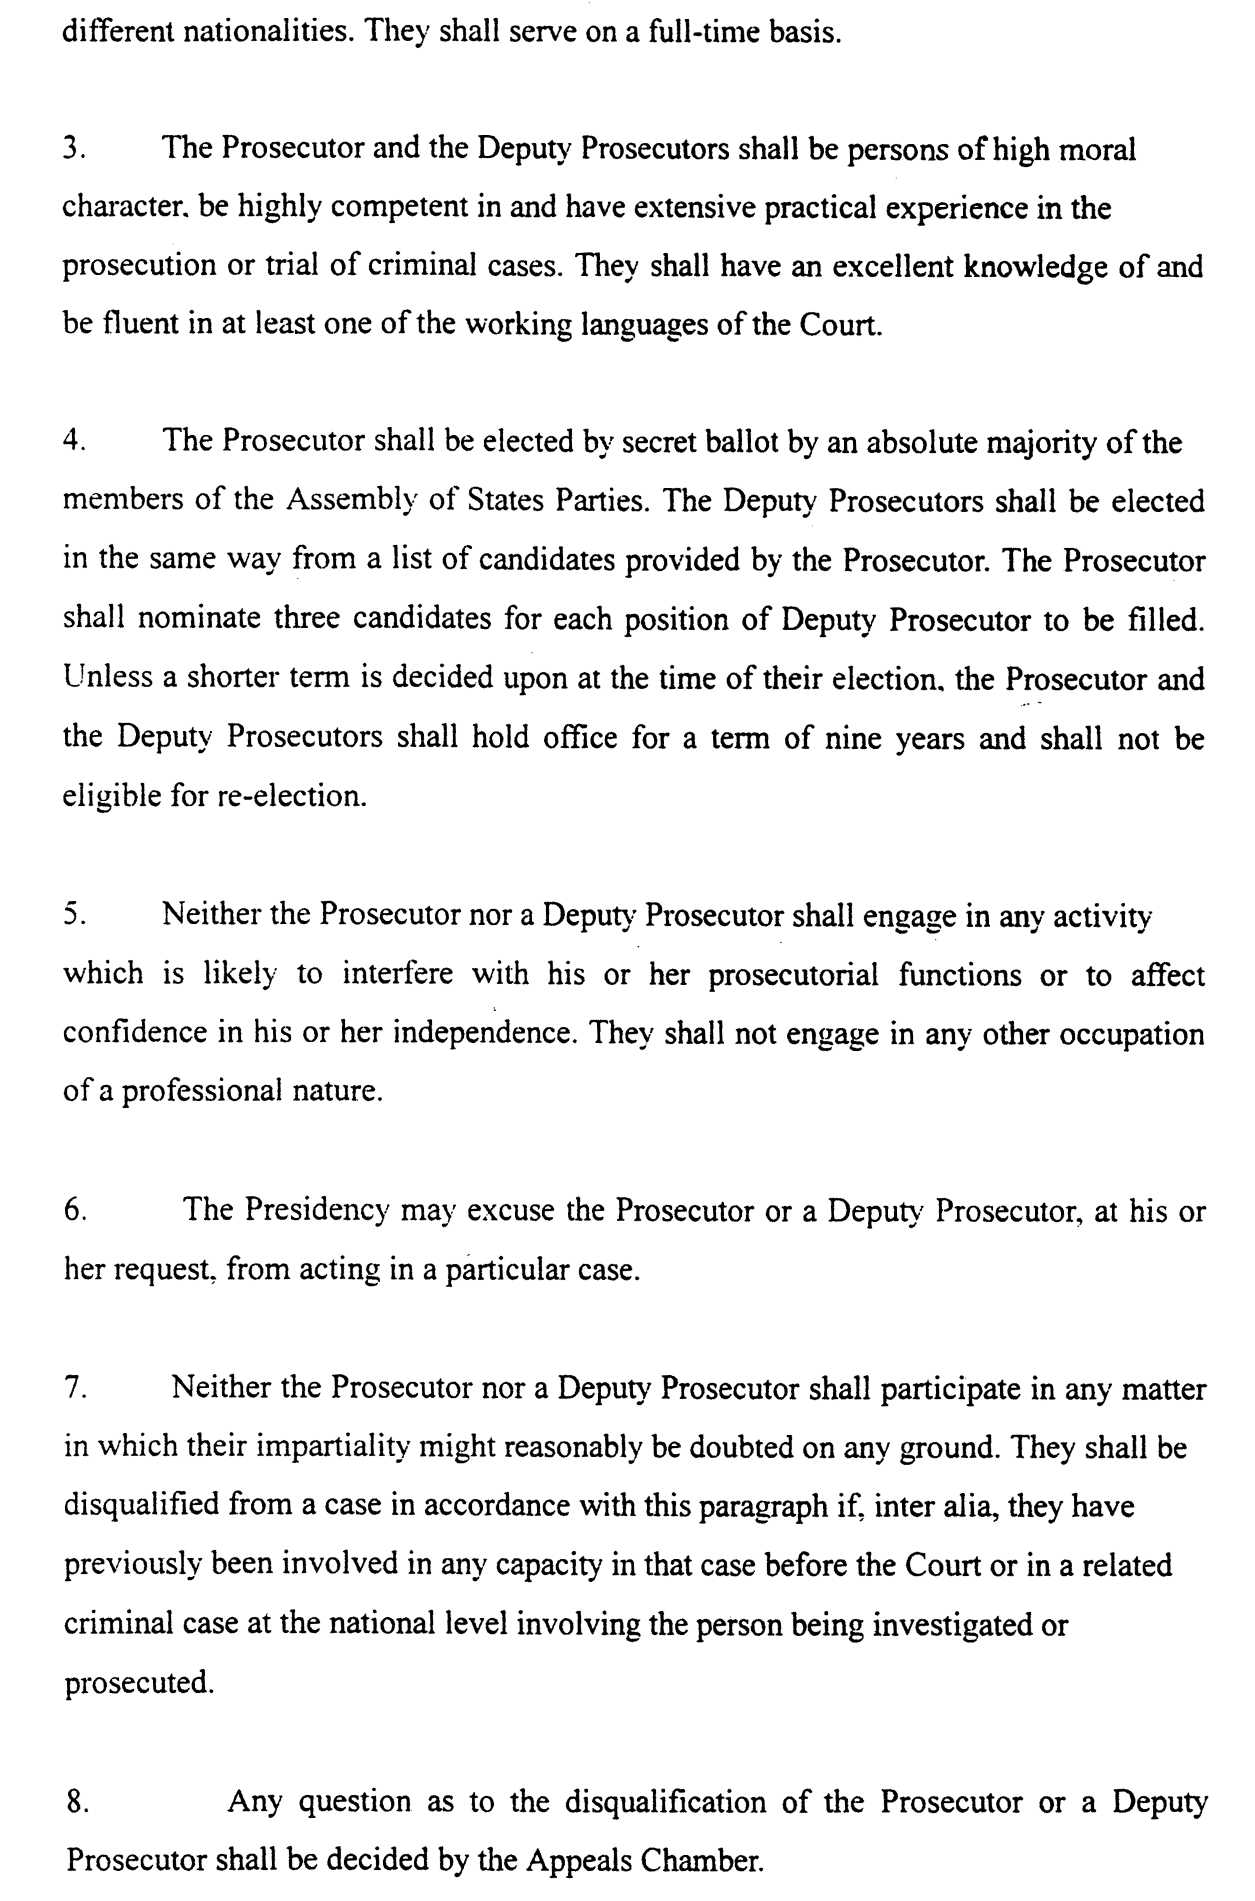 different nationalities. They shall serve on a full-time basis.
3. The Prosecutor and the Deputy Prosecutors shall be persons of high moral
character, be highly competent in and have extensive practical experience in the
prosecution or trial of criminal cases. They shall have an excellent knowledge of and
be fluent in at least one of the working languages of the Court.
4. The Prosecutor shall be elected by secret ballot by an absolute majority of the
members of the Assembly of States Parties. The Deputy Prosecutors shall be elected
in the same way from a list of candidates provided by the Prosecutor. The Prosecutor
shall nominate three candidates for each position of Deputy Prosecutor to be filled.
Unless a shorter term is decided upon at the time of their election, the Prosecutor and
the Deputy Prosecutors shall hold office for a term of nine years and shall not be
eligible for re-election.
5. Neither the Prosecutor nor a Deputy Prosecutor shall engage in any activity
which is likely to interfere with his or her prosecutorial functions or to affect
confidence in his or her independence. They shall not engage in any other occupation
of a professional nature.
6. The Presidency may excuse the Prosecutor or a Deputy Prosecutor, at his or
her request, from acting in a particular case.
7. Neither the Prosecutor nor a Deputy Prosecutor shall participate in any matter
in which their impartiality might reasonably be doubted on any ground. They shall be
disqualified from a case in accordance with this paragraph if, inter alia, they have
previously been involved in any capacity in that case before the Court or in a related
criminal case at the national level involving the person being investigated or
prosecuted.
8. Any question as to the disqualification of the Prosecutor or a Deputy
Prosecutor shall be decided by the Appeals Chamber.